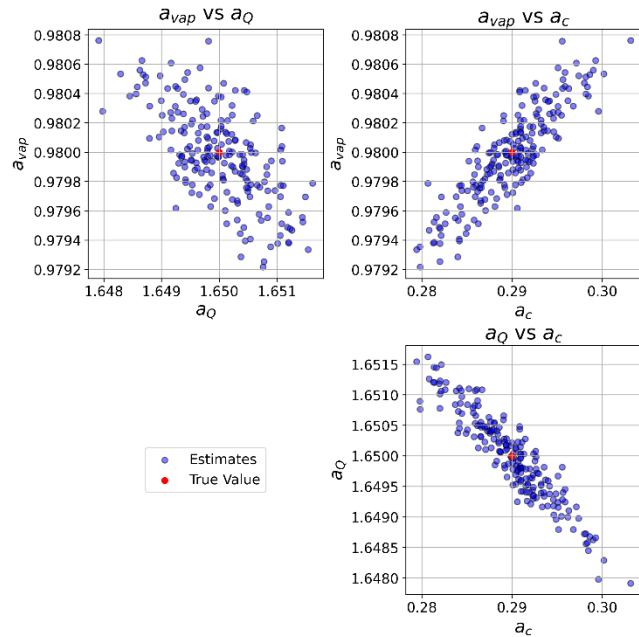 a_vap vs a_Q
0.9808
0.9806
0.9804
0.9802
0.9800
0.9798
0.9796
0.9794
0.9792
a_vap
1.648 1.649 1.650 1.651
a_Q
a_vap vs a_c
0.9808
0.9806
0.9804
0.9802
0.9800
0.9798
0.9796
0.9794
0.9792
a_vap
0.28 0.29 0.30
a_c
a_Q vs a_c
1.6515
1.6510
1.6505
1.6500
1.6495
1.6490
1.6485
1.6480
a_Q
0.28 0.29 0.30
a_c
Estimates
True Value